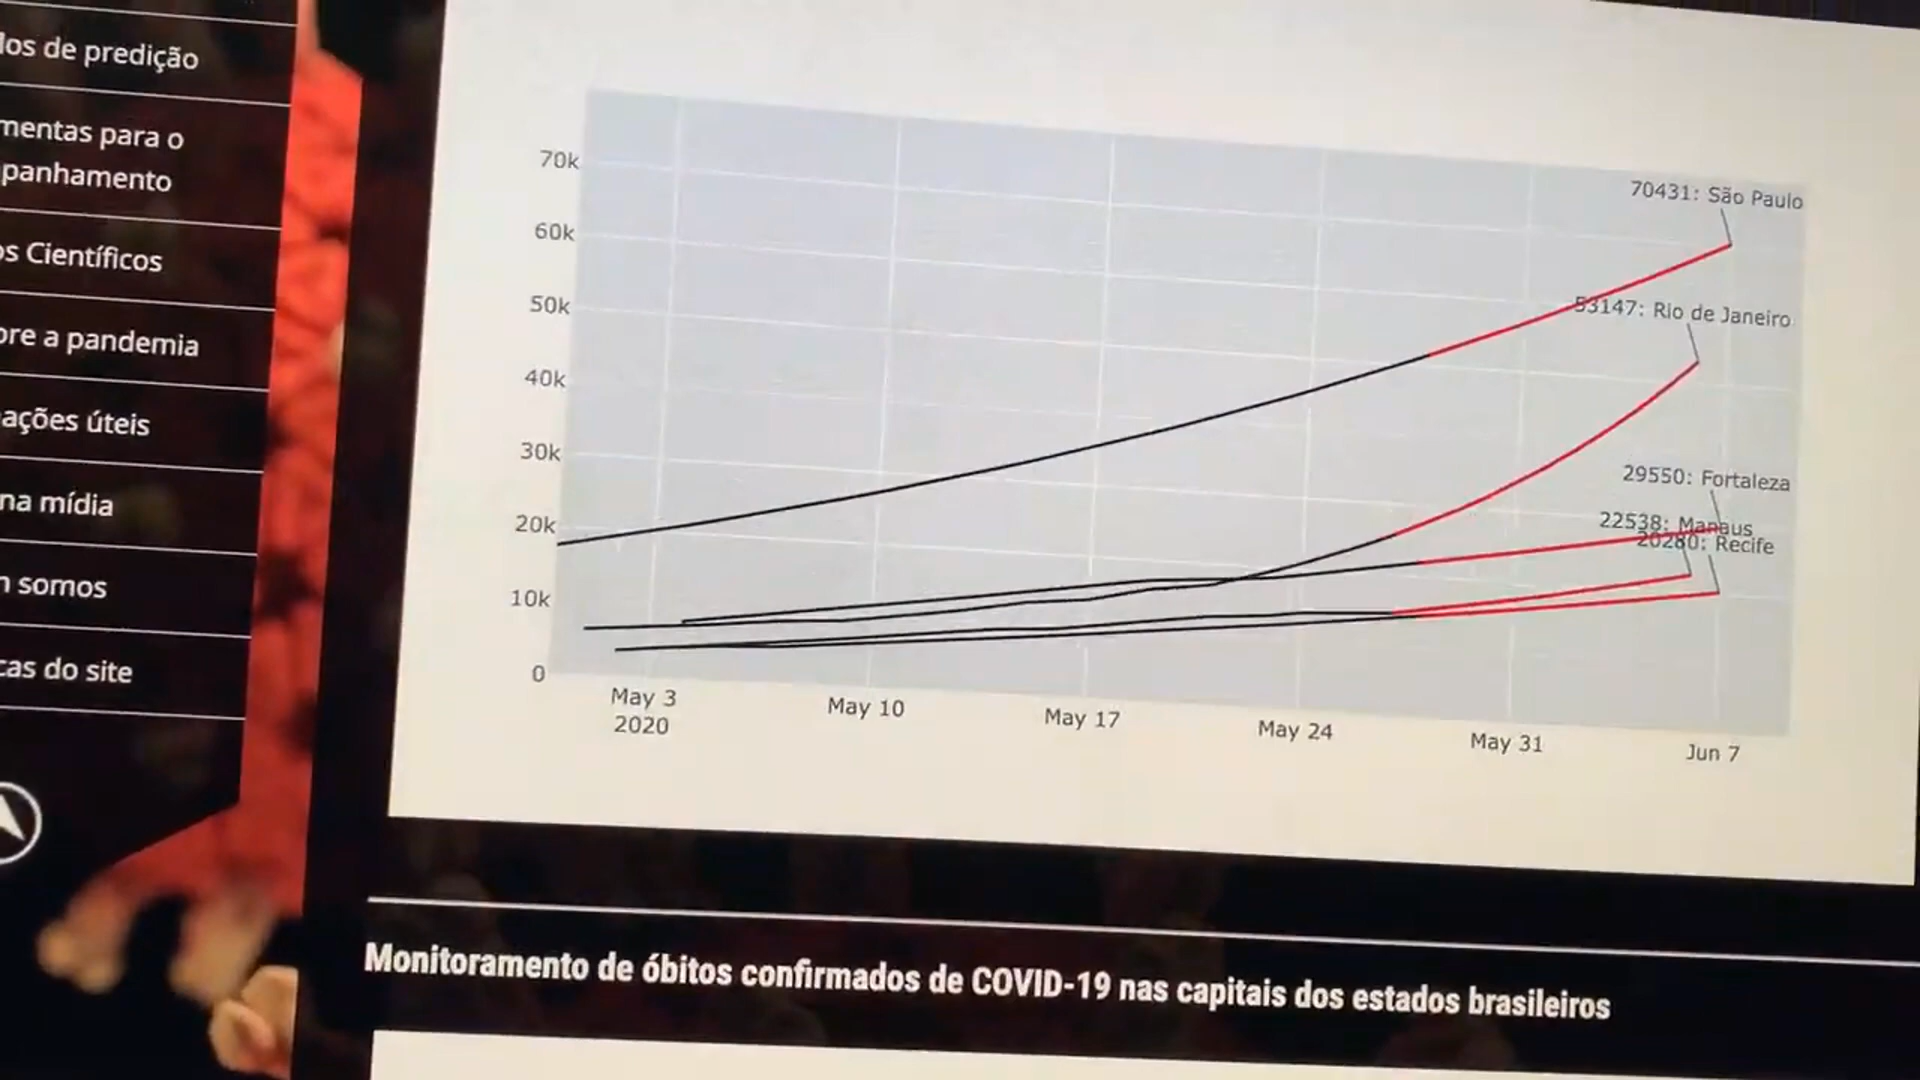 los de predição
mentas para o
panhamento
os Científicos
bre a pandemia
ações úteis
na mídia
n somos
cas do site
70k
60k
50k
40k
30k
20k
10k
0
70431: São Paulo
53147: Rio de Janeiro
29550: Fortaleza
22538: Manaus
20280: Recife
May 3
2020
May 10
May 17
May 24
May 31
Jun 7
Monitoramento de óbitos confirmados de COVID-19 nas capitais dos estados brasileiros